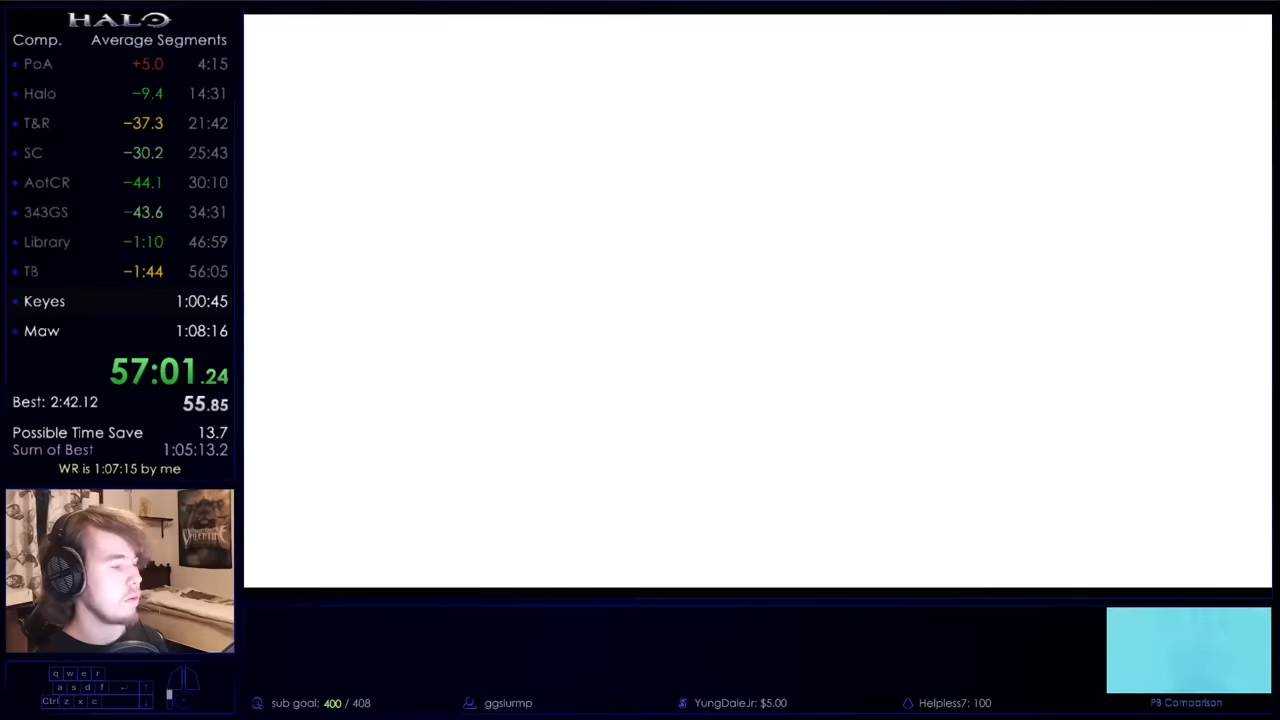 HALO
Comp. Average Segments
PoA +5.0 4:15
Halo −9.4 14:31
T&R −37.3 21:42
SC −30.2 25:43
AotCR −44.1 30:10
343GS −43.6 34:31
Library −1:10 46:59
TB −1:44 56:05
Keyes 1:00:45
Maw 1:08:16
57:01.24
Best: 2:42.12 55.85
Possible Time Save 13.7
Sum of Best 1:05:13.2
WR is 1:07:15 by me
VALENTINE
q w e r
a s d f
Ctrl z x c
sub goal: 400 / 408
ggslurmp
YungDaleJr: $5.00
Helpless7: 100
PB Comparison